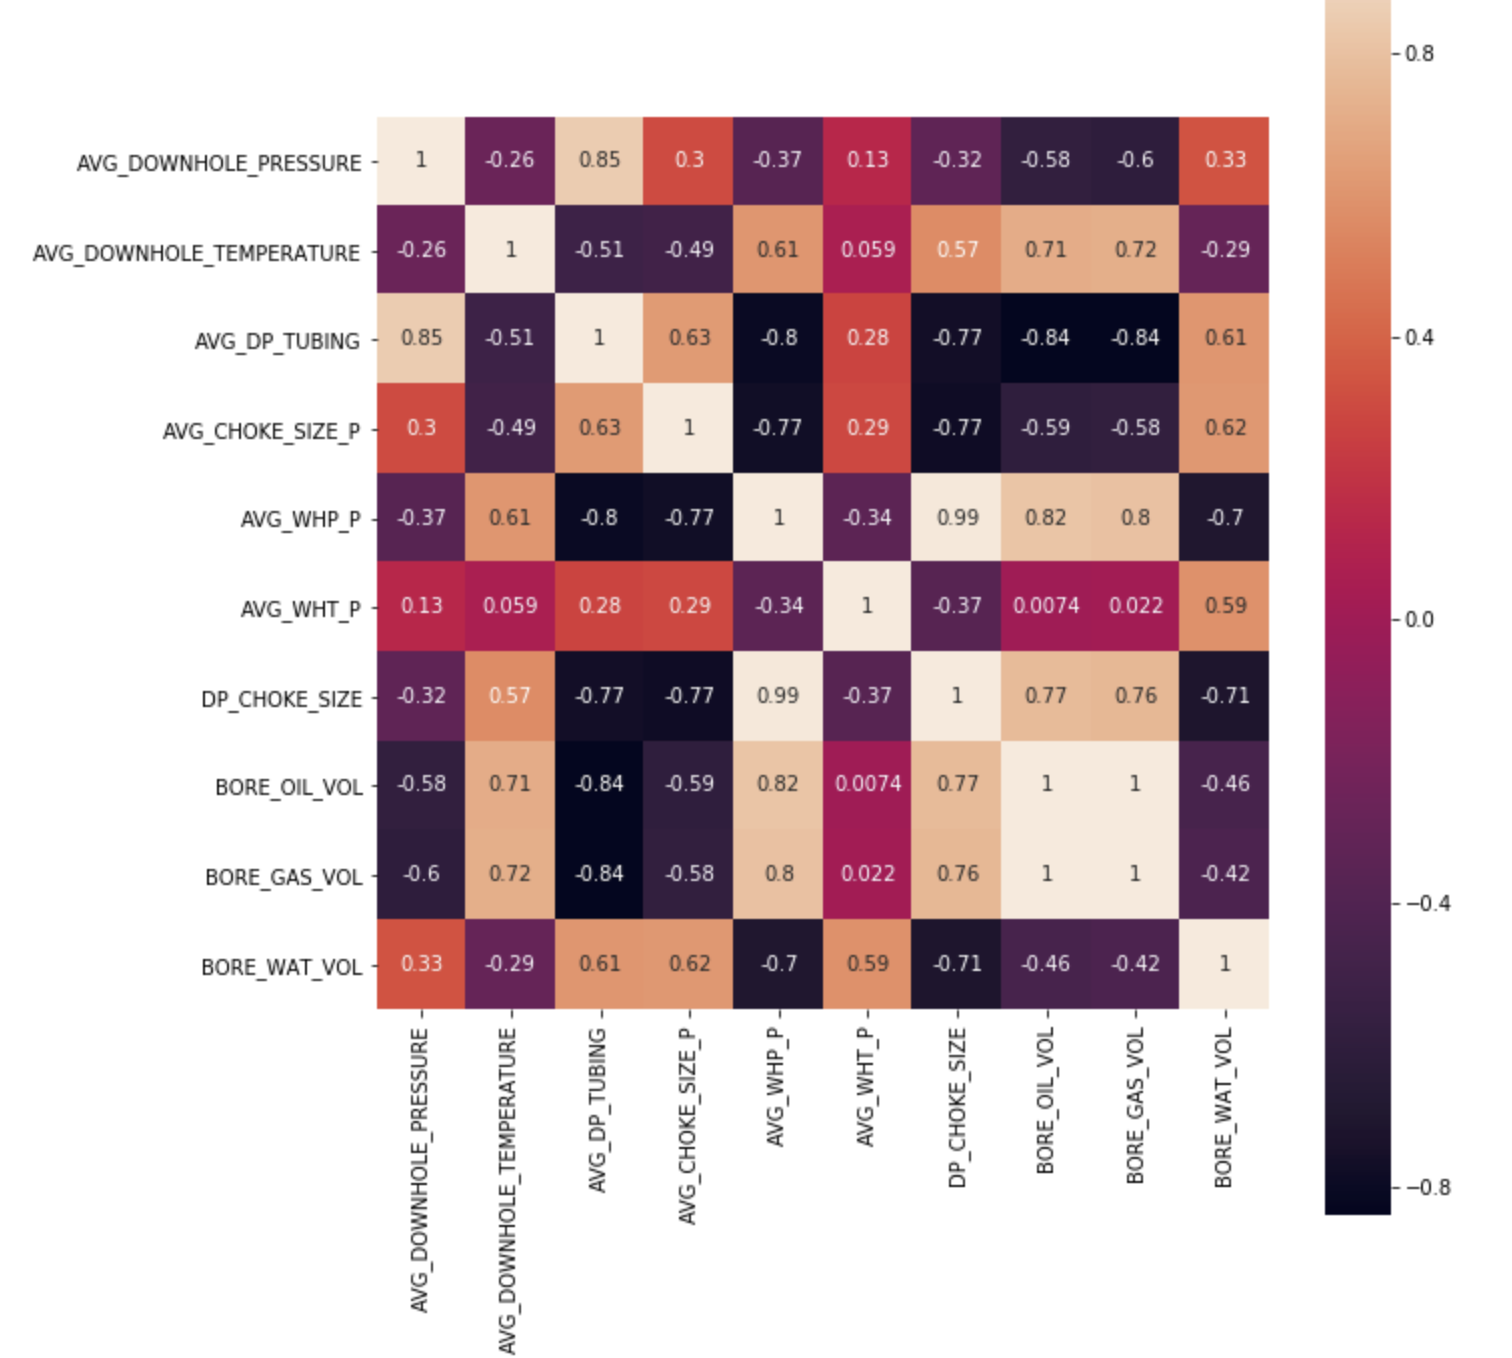 0.8
AVG_DOWNHOLE_PRESSURE 1 -0.26 0.85 0.3 -0.37 0.13 -0.32 -0.58 -0.6 0.33
AVG_DOWNHOLE_TEMPERATURE -0.26 1 -0.51 -0.49 0.61 0.059 0.57 0.71 0.72 -0.29
AVG_DP_TUBING 0.85 -0.51 1 0.63 -0.8 0.28 -0.77 -0.84 -0.84 0.61
0.4
AVG_CHOKE_SIZE_P 0.3 -0.49 0.63 1 -0.77 0.29 -0.77 -0.59 -0.58 0.62
AVG_WHP_P -0.37 0.61 -0.8 -0.77 1 -0.34 0.99 0.82 0.8 -0.7
AVG_WHT_P 0.13 0.059 0.28 0.29 -0.34 1 -0.37 0.0074 0.022 0.59
0.0
DP_CHOKE_SIZE -0.32 0.57 -0.77 -0.77 0.99 -0.37 1 0.77 0.76 -0.71
BORE_OIL_VOL -0.58 0.71 -0.84 -0.59 0.82 0.0074 0.77 1 1 -0.46
BORE_GAS_VOL -0.6 0.72 -0.84 -0.58 0.8 0.022 0.76 1 1 -0.42
−0.4
BORE_WAT_VOL 0.33 -0.29 0.61 0.62 -0.7 0.59 -0.71 -0.46 -0.42 1
AVG_DOWNHOLE_PRESSURE
AVG_DOWNHOLE_TEMPERATURE
AVG_DP_TUBING
AVG_CHOKE_SIZE_P
AVG_WHP_P
AVG_WHT_P
DP_CHOKE_SIZE
BORE_OIL_VOL
BORE_GAS_VOL
BORE_WAT_VOL
−0.8